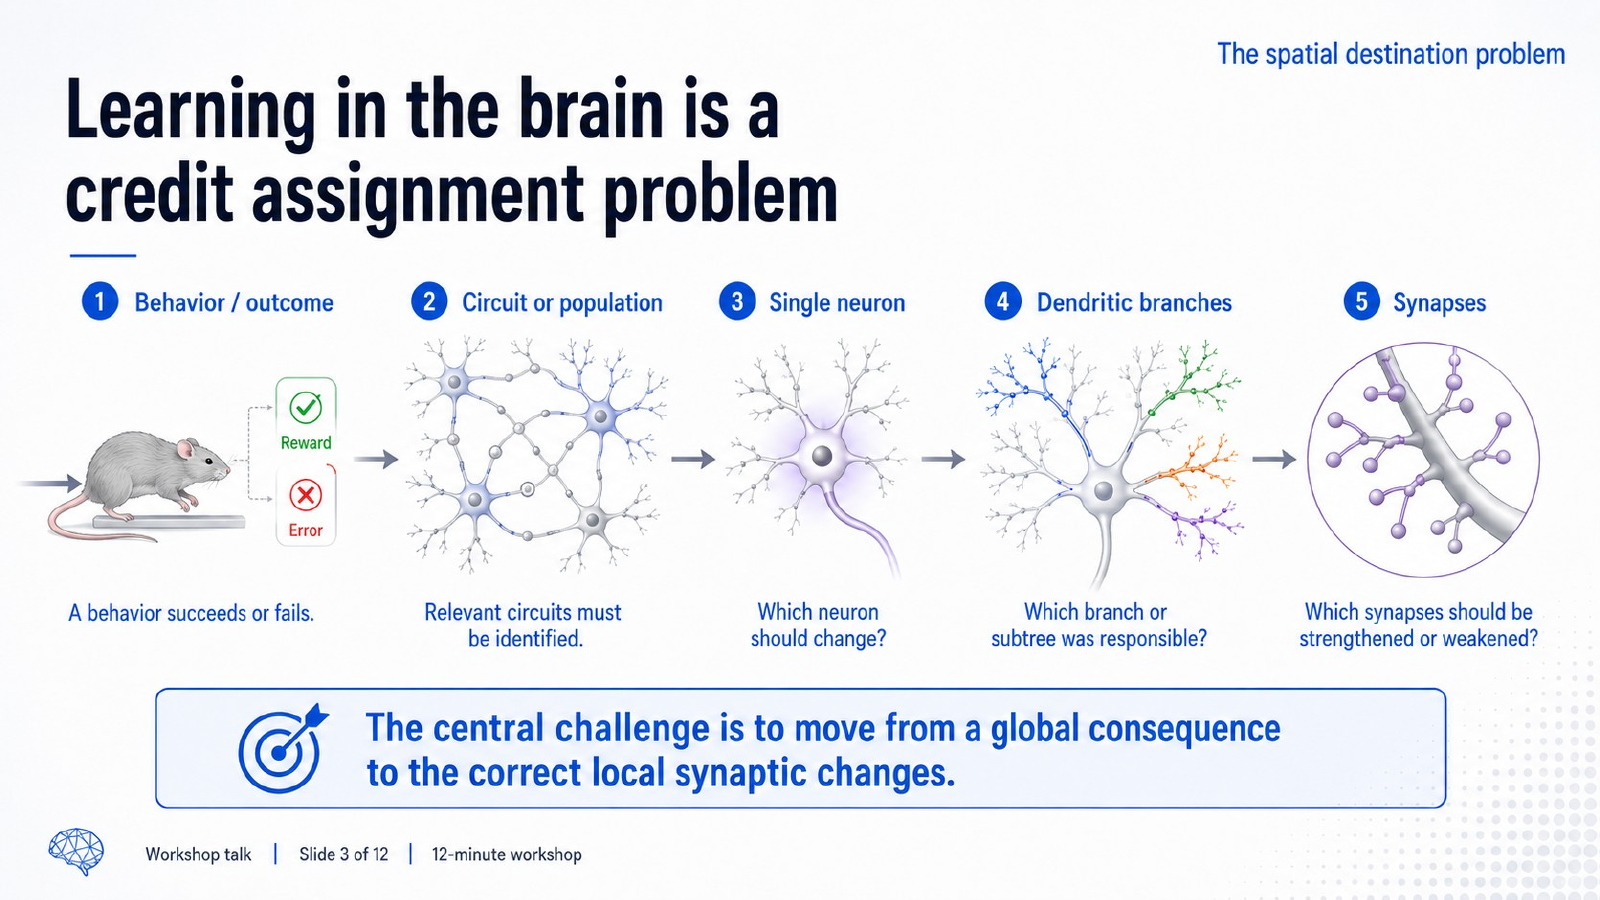 The spatial destination problem
Learning in the brain is a
credit assignment problem
1 Behavior / outcome
2 Circuit or population
3 Single neuron
4 Dendritic branches
5 Synapses
Reward
Error
A behavior succeeds or fails.
Relevant circuits must
be identified.
Which neuron
should change?
Which branch or
subtree was responsible?
Which synapses should be
strengthened or weakened?
The central challenge is to move from a global consequence
to the correct local synaptic changes.
Workshop talk | Slide 3 of 12 | 12-minute workshop